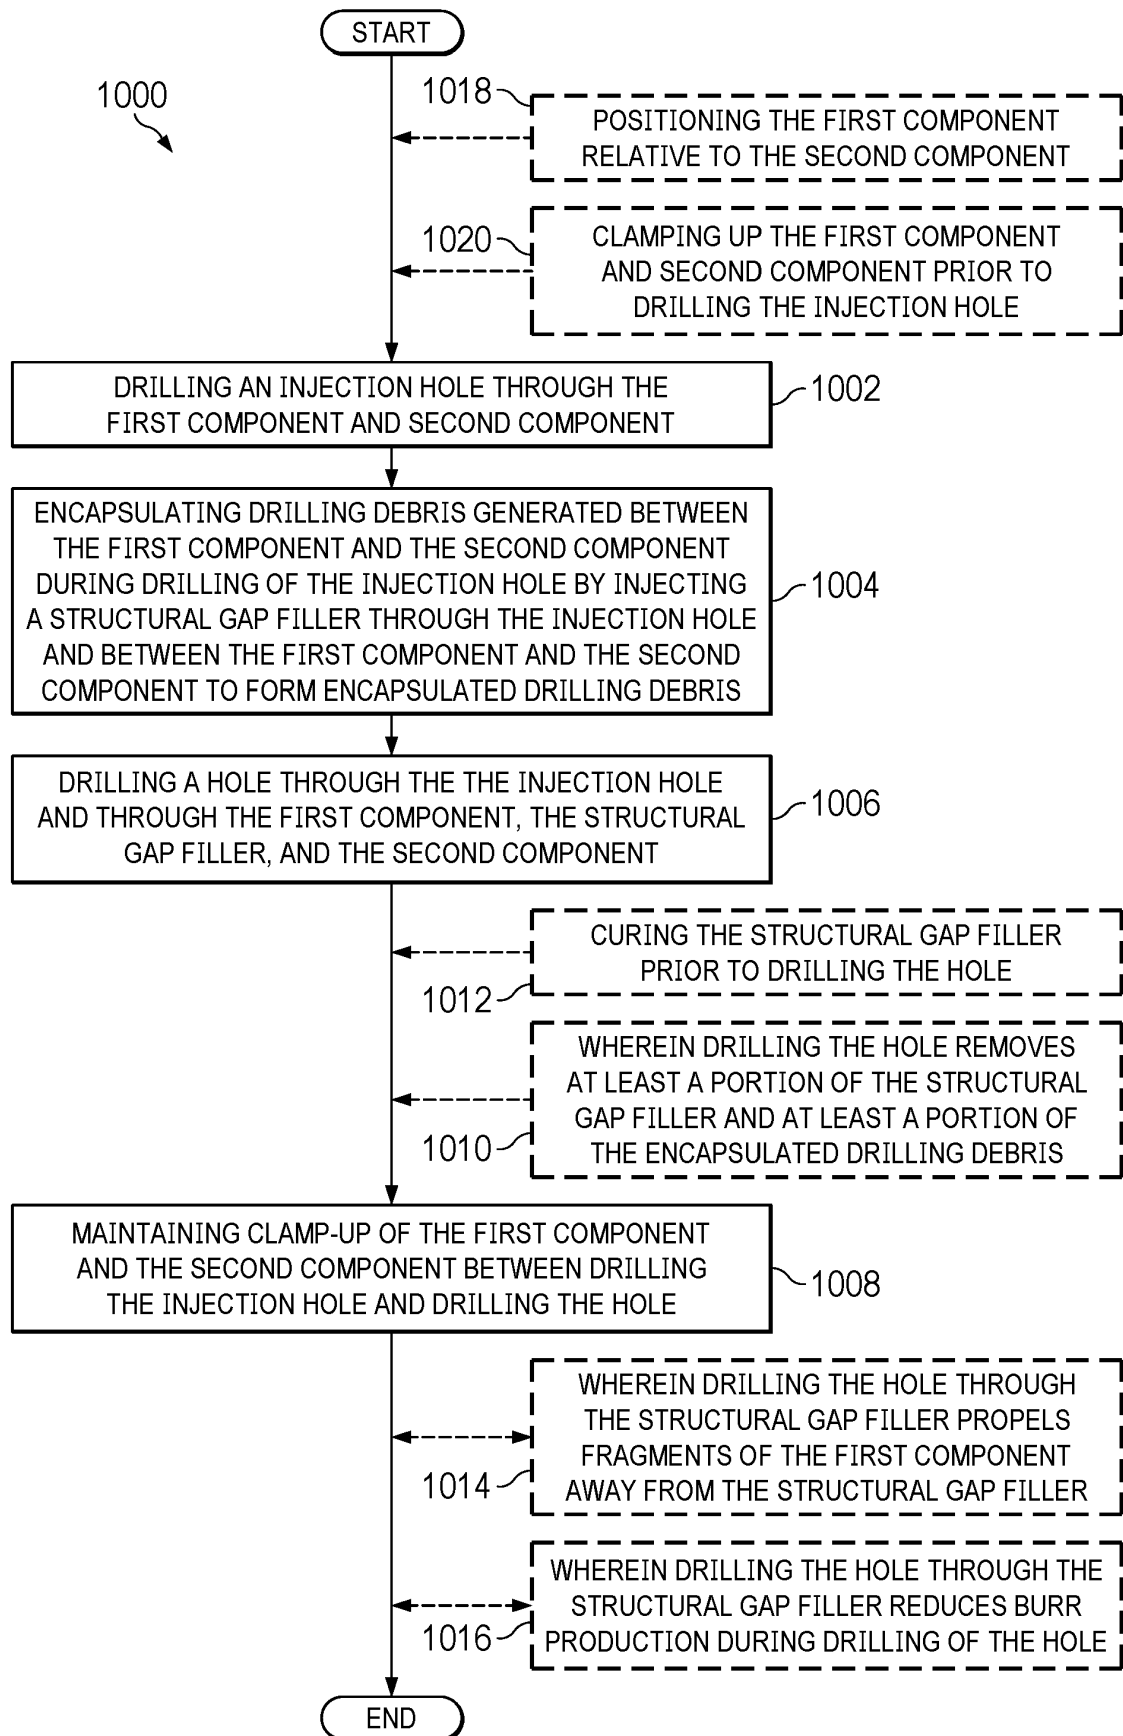 START
1000
1018
POSITIONING THE FIRST COMPONENT
RELATIVE TO THE SECOND COMPONENT
1020
CLAMPING UP THE FIRST COMPONENT
AND SECOND COMPONENT PRIOR TO
DRILLING THE INJECTION HOLE
DRILLING AN INJECTION HOLE THROUGH THE
FIRST COMPONENT AND SECOND COMPONENT
1002
ENCAPSULATING DRILLING DEBRIS GENERATED BETWEEN
THE FIRST COMPONENT AND THE SECOND COMPONENT
DURING DRILLING OF THE INJECTION HOLE BY INJECTING
A STRUCTURAL GAP FILLER THROUGH THE INJECTION HOLE
AND BETWEEN THE FIRST COMPONENT AND THE SECOND
COMPONENT TO FORM ENCAPSULATED DRILLING DEBRIS
1004
DRILLING A HOLE THROUGH THE THE INJECTION HOLE
AND THROUGH THE FIRST COMPONENT, THE STRUCTURAL
GAP FILLER, AND THE SECOND COMPONENT
1006
CURING THE STRUCTURAL GAP FILLER
PRIOR TO DRILLING THE HOLE
1012
WHEREIN DRILLING THE HOLE REMOVES
AT LEAST A PORTION OF THE STRUCTURAL
GAP FILLER AND AT LEAST A PORTION OF
THE ENCAPSULATED DRILLING DEBRIS
1010
MAINTAINING CLAMP-UP OF THE FIRST COMPONENT
AND THE SECOND COMPONENT BETWEEN DRILLING
THE INJECTION HOLE AND DRILLING THE HOLE
1008
WHEREIN DRILLING THE HOLE THROUGH
THE STRUCTURAL GAP FILLER PROPELS
FRAGMENTS OF THE FIRST COMPONENT
AWAY FROM THE STRUCTURAL GAP FILLER
1014
WHEREIN DRILLING THE HOLE THROUGH THE
STRUCTURAL GAP FILLER REDUCES BURR
PRODUCTION DURING DRILLING OF THE HOLE
1016
END